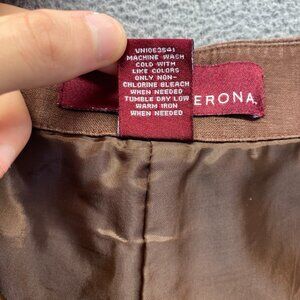 UNI063541
MACHINE WASH
COLD WITH
LIKE COLORS
ONLY NON-
CHLORINE BLEACH
WHEN NEEDED
TUMBLE DRY LOW
WARM IRON
WHEN NEEDED
ERONA